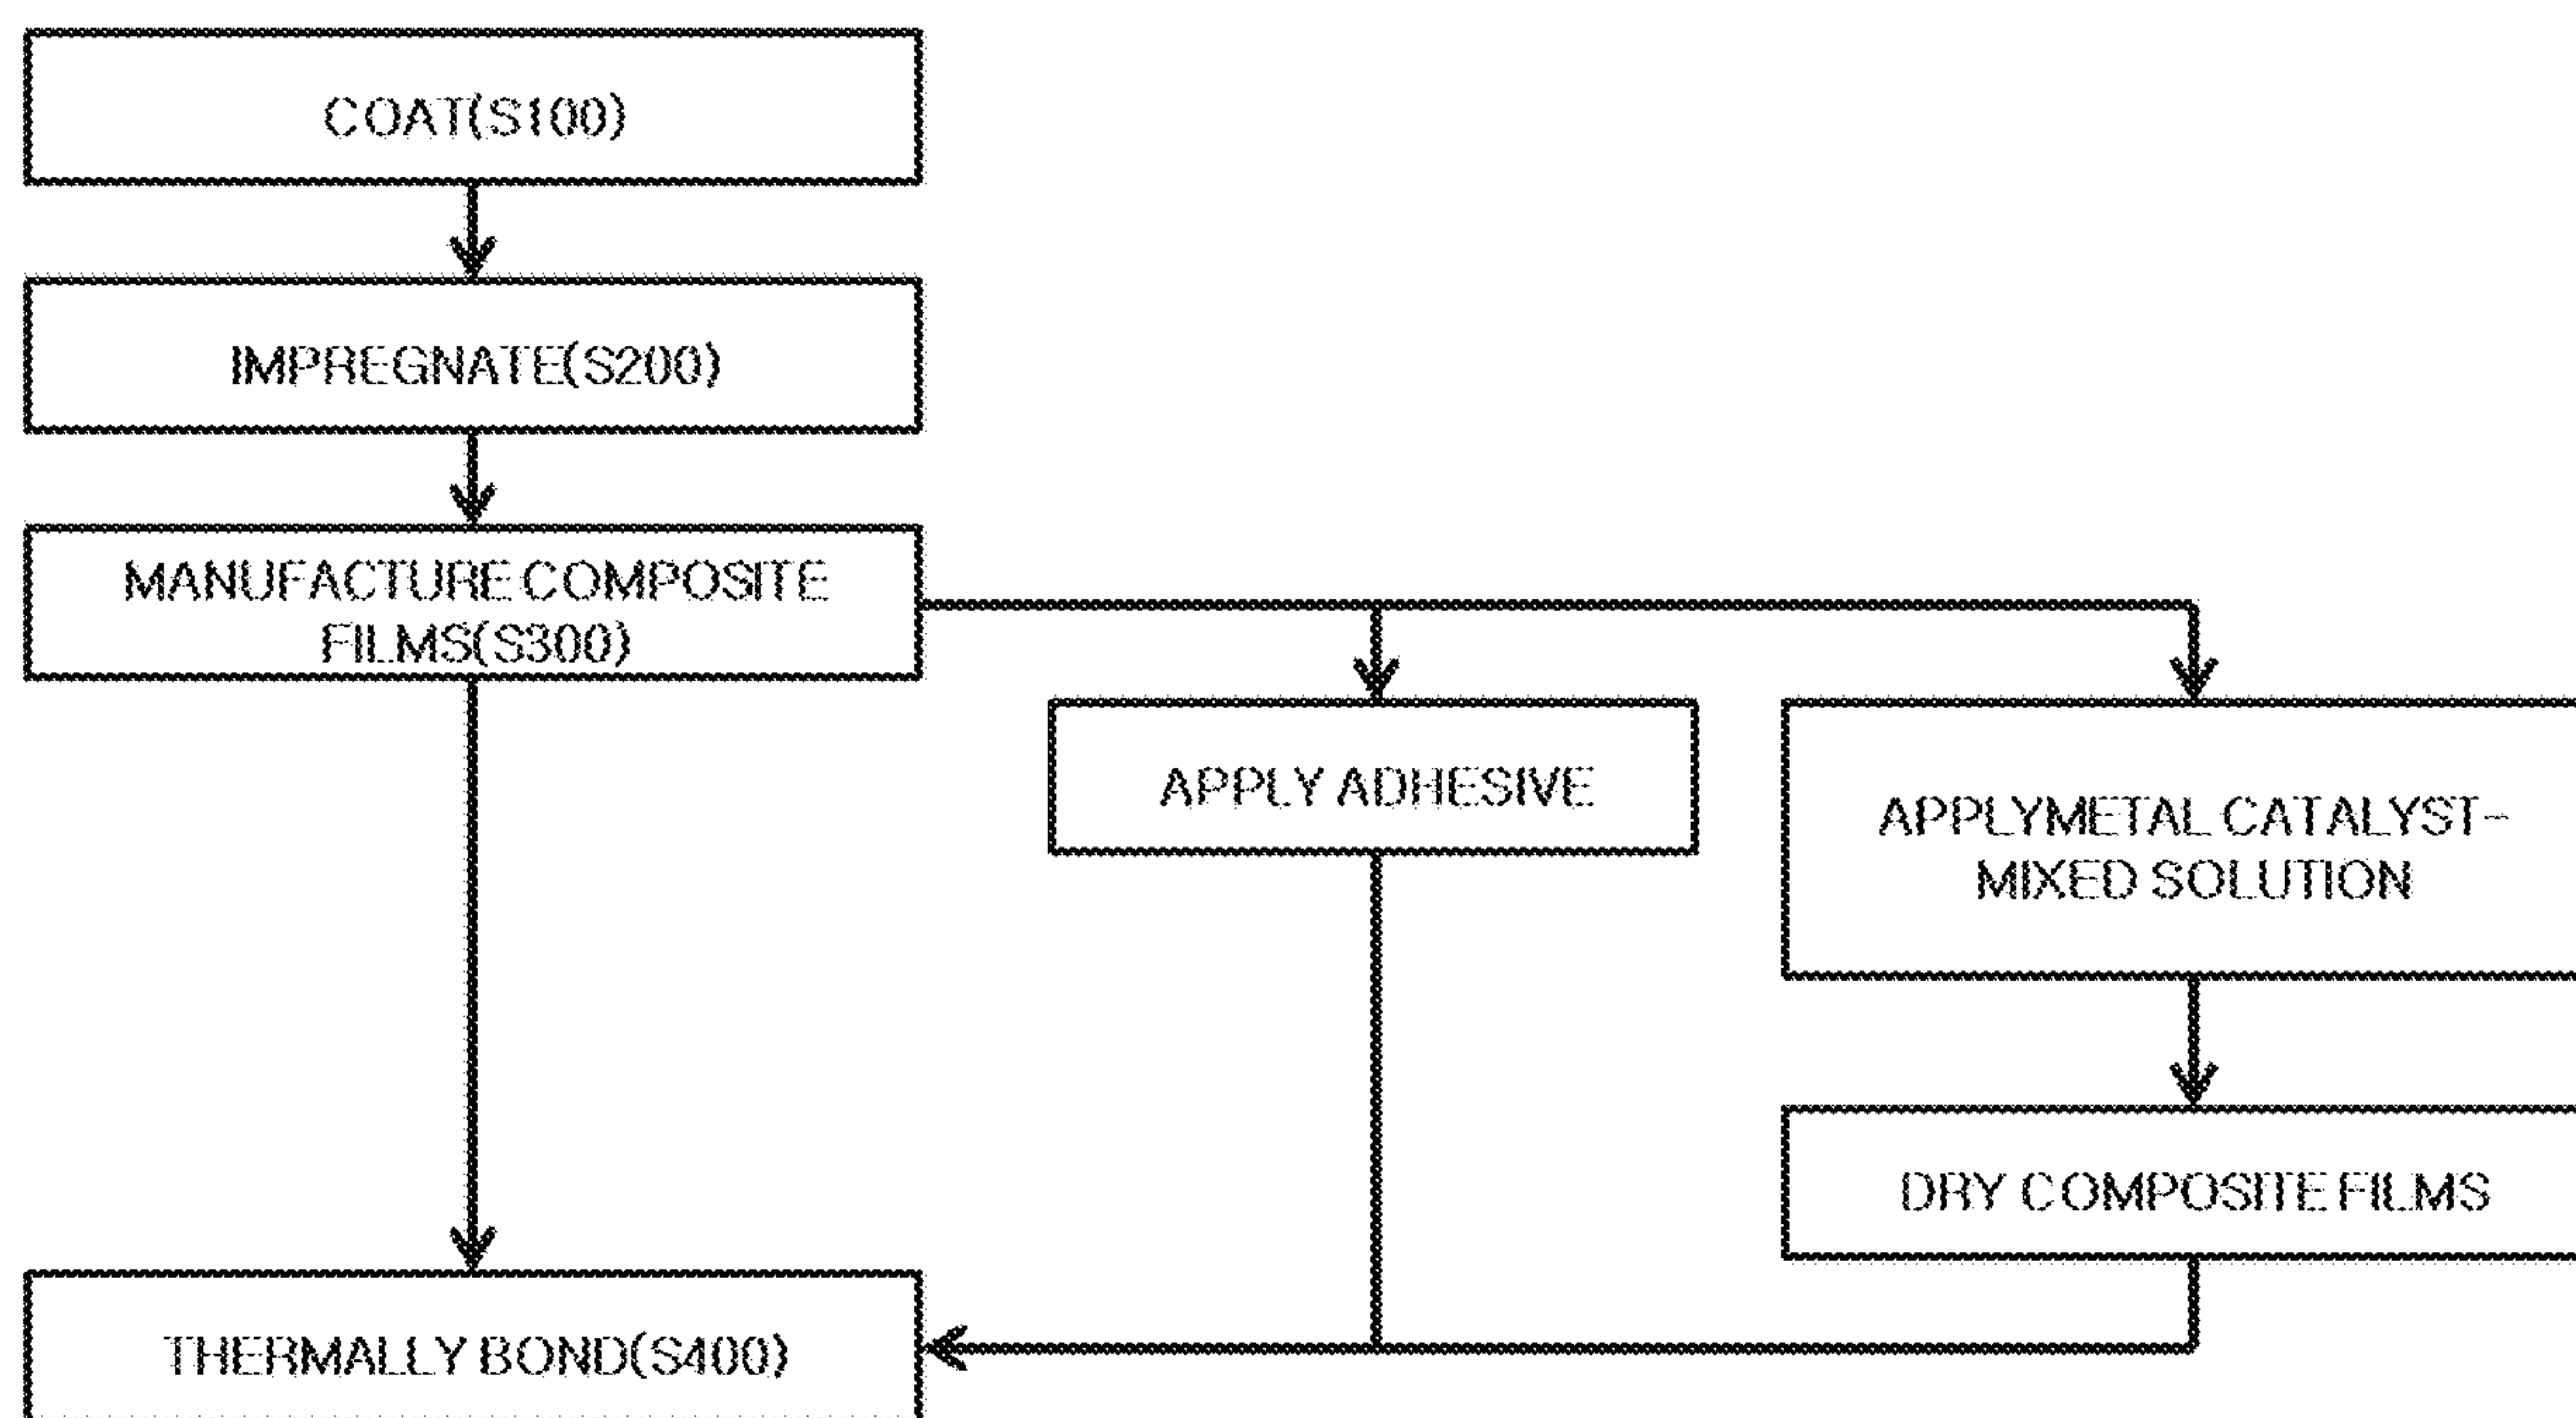 COAT(S100)
IMPREGNATE(S200)
MANUFACTURE COMPOSITE
FILMS(S300)
APPLY ADHESIVE
APPLYMETAL CATALYST-
MIXED SOLUTION
DRY COMPOSITE FILMS
THERMALLY BOND(S400)